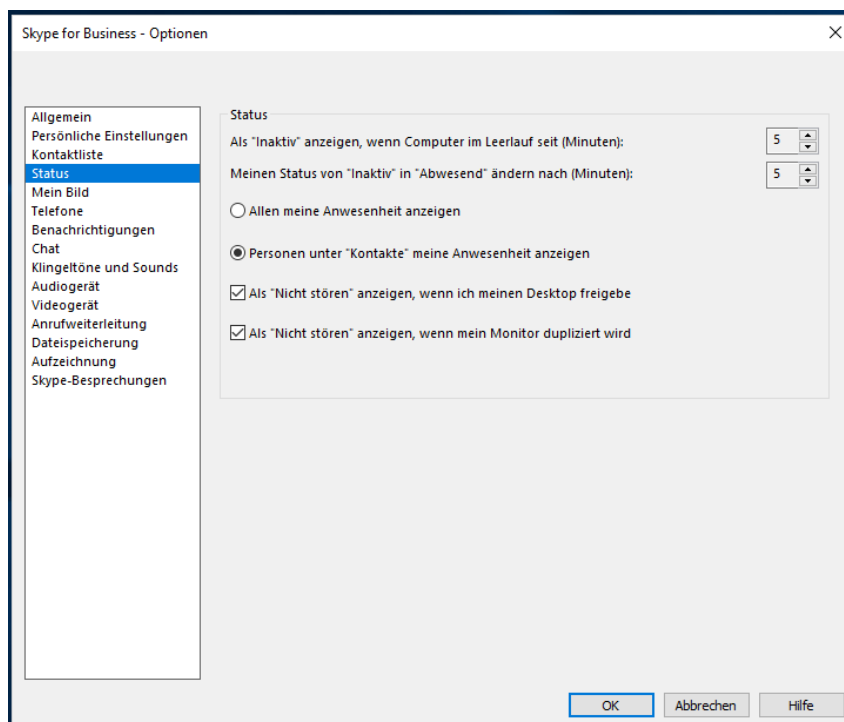 Skype for Business - Optionen
Allgemein
Persönliche Einstellungen
Kontaktliste
Status
Mein Bild
Telefone
Benachrichtigungen
Chat
Klingeltöne und Sounds
Audiogerät
Videogerät
Anrufweiterleitung
Dateispeicherung
Aufzeichnung
Skype-Besprechungen
Status
Als "Inaktiv" anzeigen, wenn Computer im Leerlauf seit (Minuten): 5
Meinen Status von "Inaktiv" in "Abwesend" ändern nach (Minuten): 5
Allen meine Anwesenheit anzeigen
Personen unter "Kontakte" meine Anwesenheit anzeigen
Als "Nicht stören" anzeigen, wenn ich meinen Desktop freigebe
Als "Nicht stören" anzeigen, wenn mein Monitor dupliziert wird
OK Abbrechen Hilfe